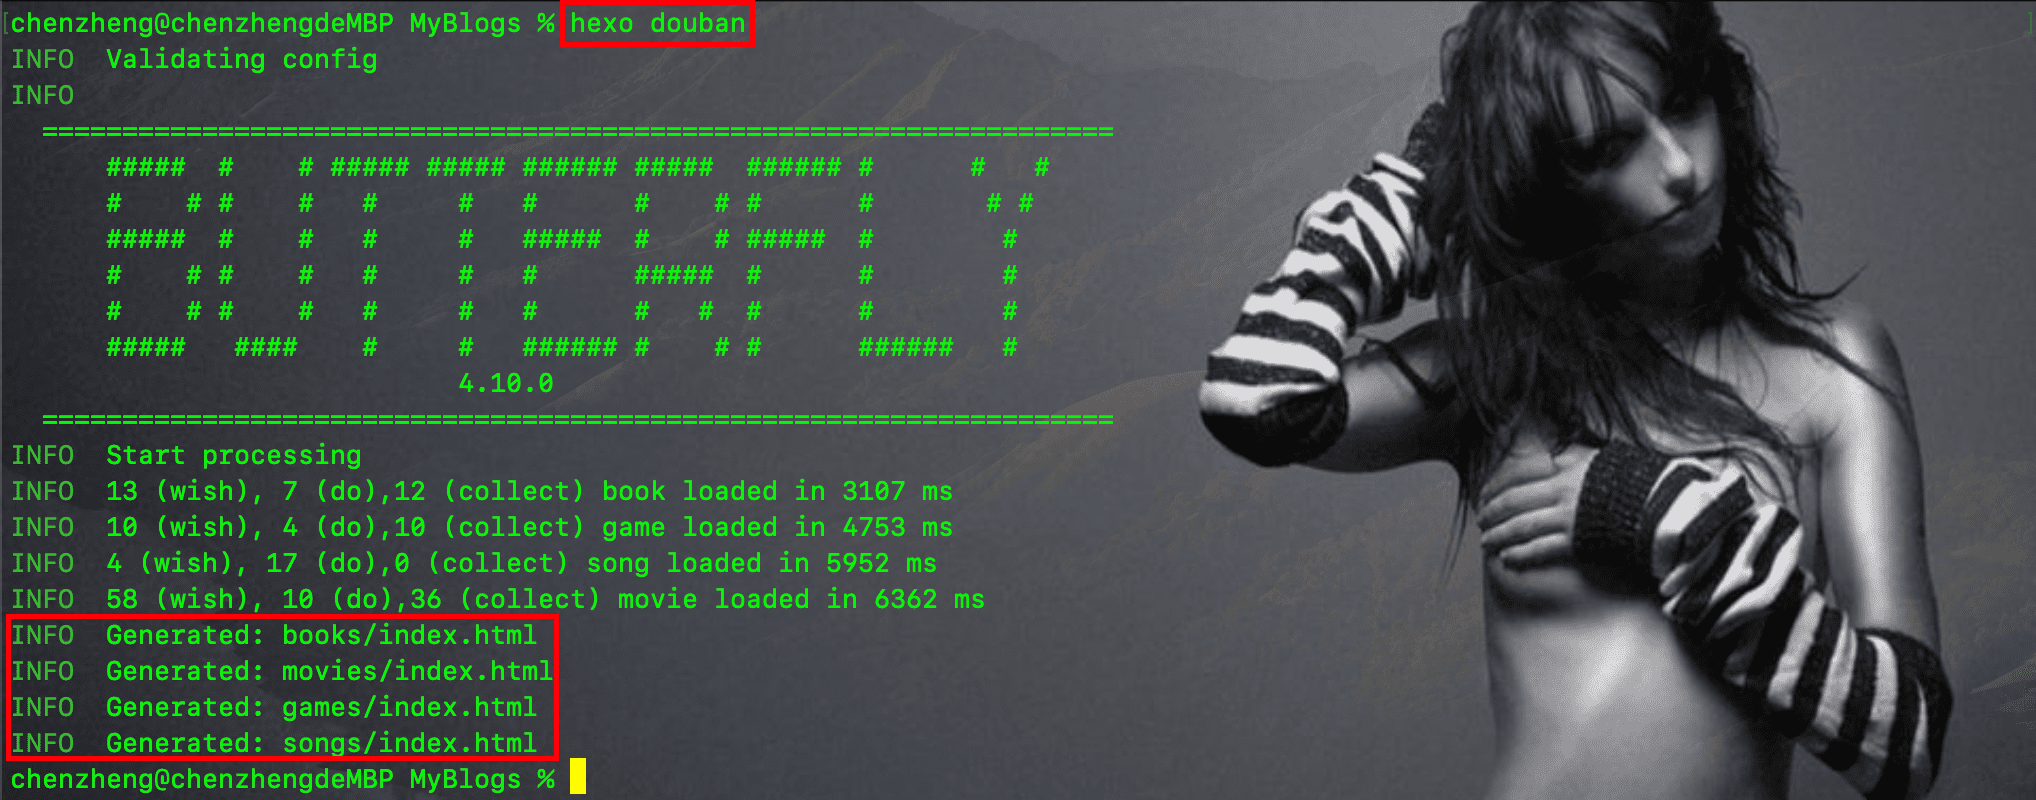 chenzheng@chenzhengdeMBP MyBlogs % hexo douban
INFO  Validating config
INFO
  ===================================================================
      #####  #    # ##### ##### ###### #####  ###### #      #   #
      #    # #    #   #     #   #      #    # #      #       # #
      #####  #    #   #     #   #####  #    # #####  #        #
      #    # #    #   #     #   #      #####  #      #        #
      #    # #    #   #     #   #      #   #  #      #        #
      #####   ####    #     #   ###### #    # #      ######   #
                            4.10.0
  ===================================================================
INFO  Start processing
INFO  13 (wish), 7 (do),12 (collect) book loaded in 3107 ms
INFO  10 (wish), 4 (do),10 (collect) game loaded in 4753 ms
INFO  4 (wish), 17 (do),0 (collect) song loaded in 5952 ms
INFO  58 (wish), 10 (do),36 (collect) movie loaded in 6362 ms
INFO  Generated: books/index.html
INFO  Generated: movies/index.html
INFO  Generated: games/index.html
INFO  Generated: songs/index.html
chenzheng@chenzhengdeMBP MyBlogs %